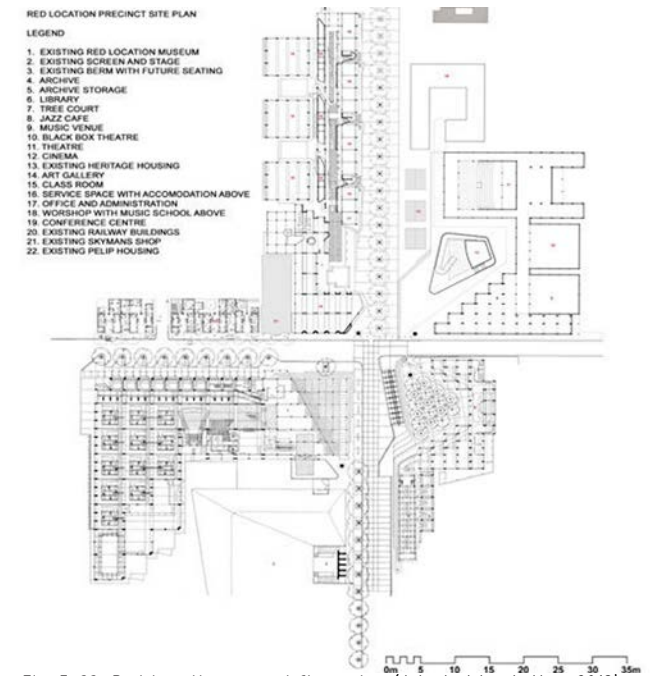 RED LOCATION PRECINCT SITE PLAN
LEGEND
1. EXISTING RED LOCATION MUSEUM
2. EXISTING SCREEN AND STAGE
3. EXISTING BERM WITH FUTURE SEATING
4. ARCHIVE
5. ARCHIVE STORAGE
6. LIBRARY
7. TREE COURT
8. JAZZ CAFE
9. MUSIC VENUE
10. BLACK BOX THEATRE
11. THEATRE
12. CINEMA
13. EXISTING HERITAGE HOUSING
14. ART GALLERY
15. CLASS ROOM
16. SERVICE SPACE WITH ACCOMODATION ABOVE
17. OFFICE AND ADMINISTRATION
18. WORSHOP WITH MUSIC SCHOOL ABOVE
19. CONFERENCE CENTRE
20. EXISTING RAILWAY BUILDINGS
21. EXISTING SKYMANS SHOP
22. EXISTING PELIP HOUSING
0m 5 10 15 20 25 30 35m